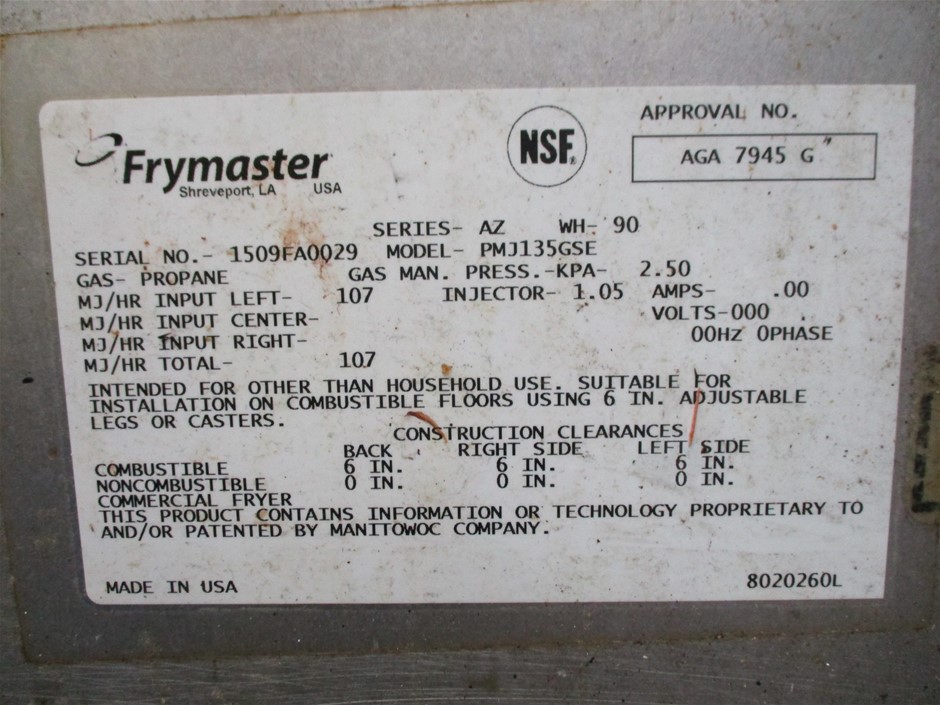 Frymaster
Shreveport, LA USA
NSF®
APPROVAL NO.
AGA 7945 G"
SERIES- AZ WH- 90
SERIAL NO.- 1509FA0029 MODEL- PMJ135GSE
GAS- PROPANE GAS MAN. PRESS.-KPA- 2.50
MJ/HR INPUT LEFT- 107 INJECTOR- 1.05 AMPS- .00
MJ/HR INPUT CENTER- VOLTS-000
MJ/HR INPUT RIGHT- 00HZ 0PHASE
MJ/HR TOTAL- 107
INTENDED FOR OTHER THAN HOUSEHOLD USE. SUITABLE FOR
INSTALLATION ON COMBUSTIBLE FLOORS USING 6 IN. ADJUSTABLE
LEGS OR CASTERS.
CONSTRUCTION CLEARANCES
BACK RIGHT SIDE LEFT SIDE
COMBUSTIBLE 6 IN. 6 IN. 6 IN.
NONCOMBUSTIBLE 0 IN. 0 IN. 0 IN.
COMMERCIAL FRYER
THIS PRODUCT CONTAINS INFORMATION OR TECHNOLOGY PROPRIETARY TO
AND/OR PATENTED BY MANITOWOC COMPANY.
MADE IN USA 8020260L